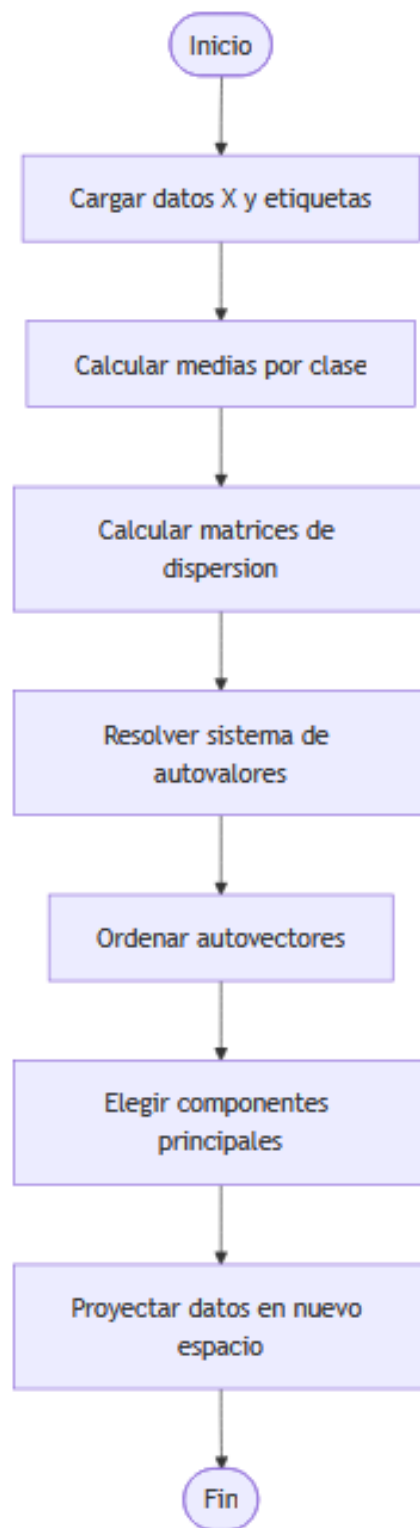 Inicio
Cargar datos X y etiquetas
Calcular medias por clase
Calcular matrices de
dispersion
Resolver sistema de
autovalores
Ordenar autovectores
Elegir componentes
principales
Proyectar datos en nuevo
espacio
Fin